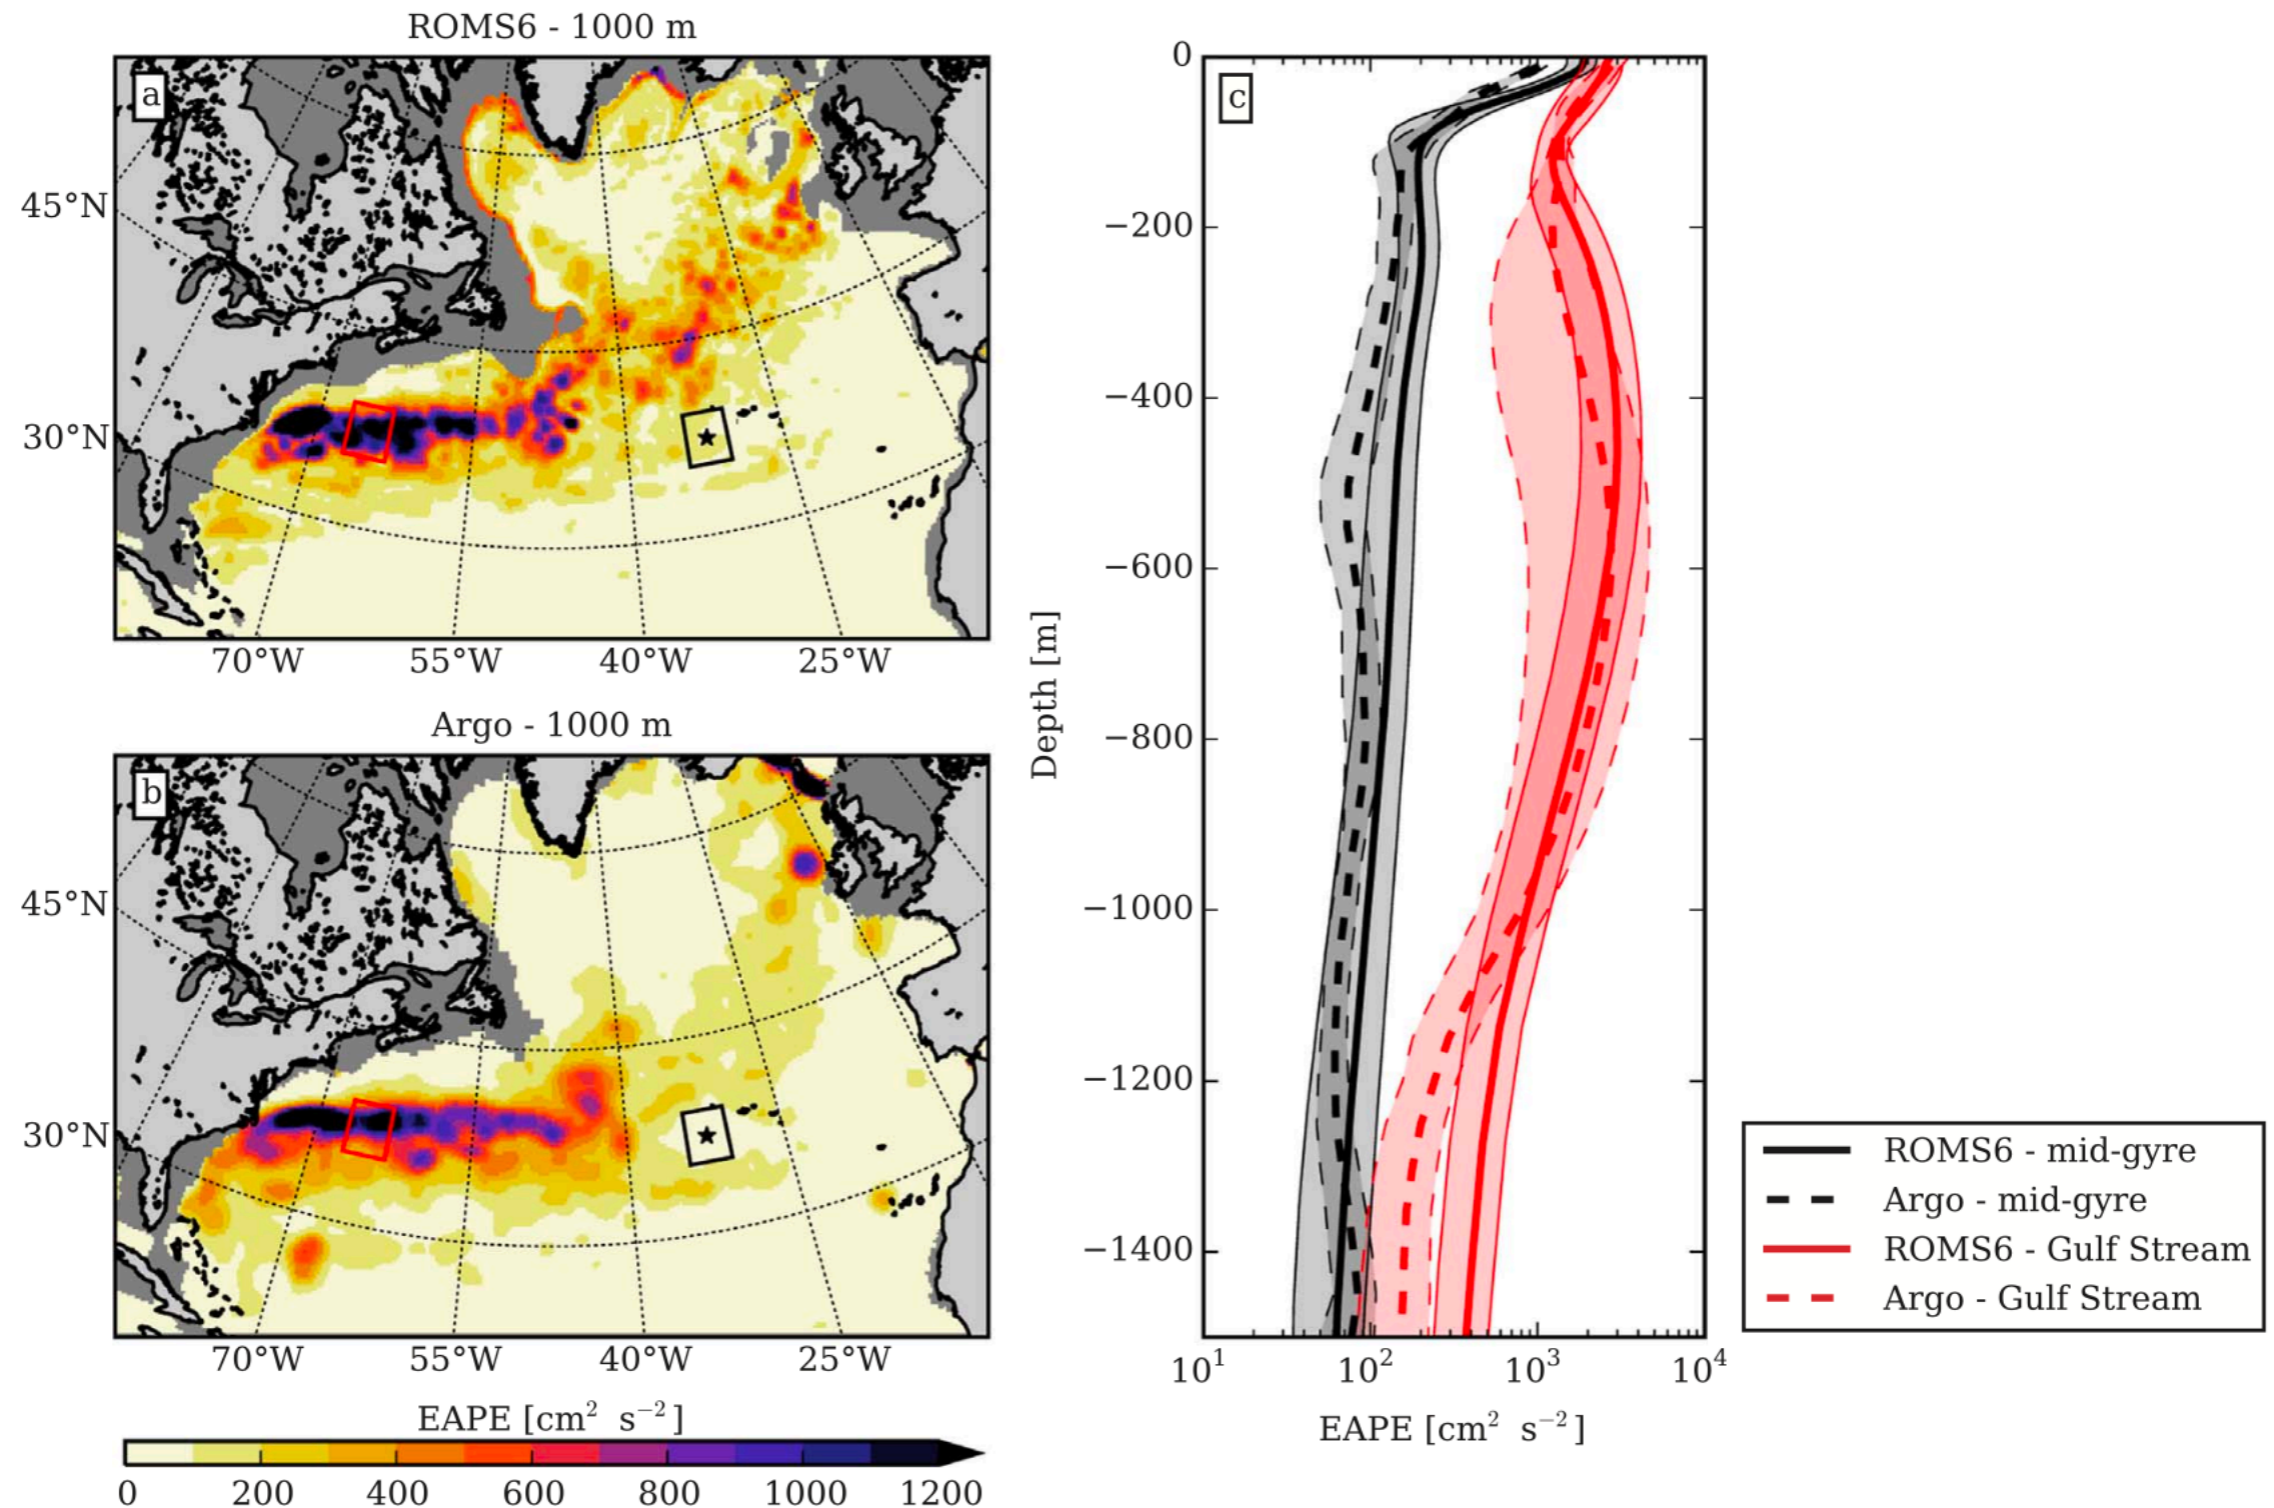 ROMS6 - 1000 m
a
45°N
30°N
70°W 55°W 40°W 25°W
Argo - 1000 m
b
45°N
30°N
70°W 55°W 40°W 25°W
EAPE [cm² s⁻²]
0 200 400 600 800 1000 1200
c
Depth [m]
0
−200
−400
−600
−800
−1000
−1200
−1400
10¹ 10² 10³ 10⁴
EAPE [cm² s⁻²]
ROMS6 - mid-gyre
Argo - mid-gyre
ROMS6 - Gulf Stream
Argo - Gulf Stream